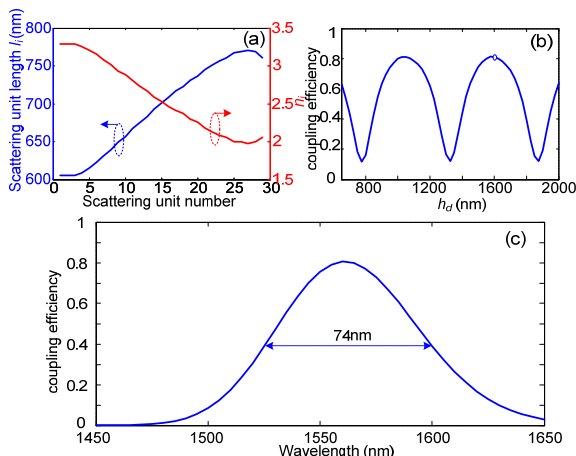 (a)
Scattering unit length l_i(nm)
800
750
700
650
600
3.5
3
2.5
2
1.5
n_i
0 5 10 15 20 25 30
Scattering unit number
(b)
coupling efficiency
1
0.8
0.6
0.4
0.2
0
800 1200 1600 2000
h_d (nm)
(c)
coupling efficiency
1
0.8
0.6
0.4
0.2
0
74nm
1450 1500 1550 1600 1650
Wavelength (nm)